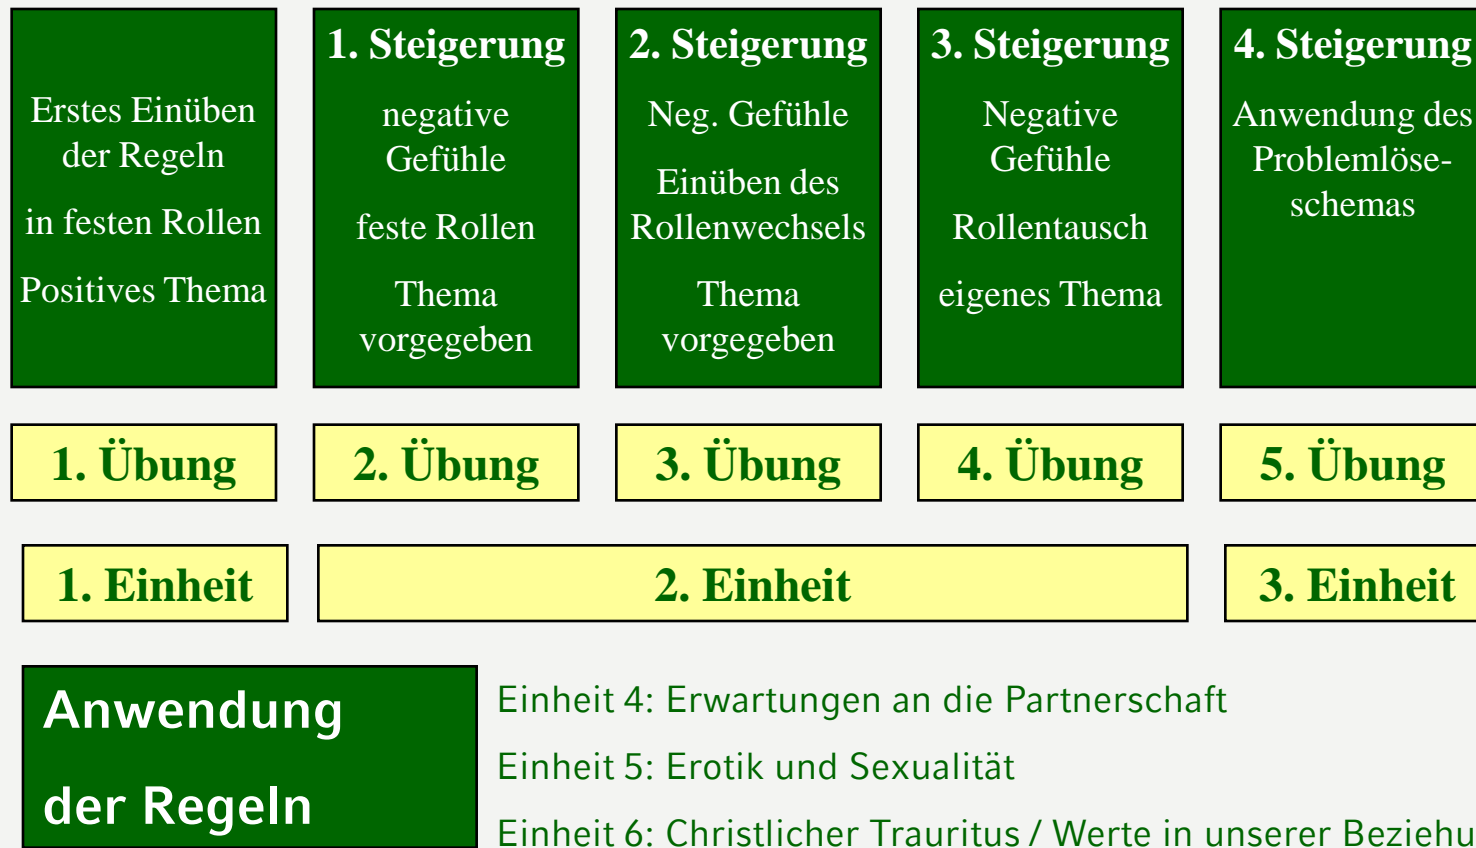 Erstes Einüben
der Regeln
in festen Rollen
Positives Thema
1. Steigerung
negative
Gefühle
feste Rollen
Thema
vorgegeben
2. Steigerung
Neg. Gefühle
Einüben des
Rollenwechsels
Thema
vorgegeben
3. Steigerung
Negative
Gefühle
Rollentausch
eigenes Thema
4. Steigerung
Anwendung des
Problemlöse-
schemas
1. Übung
2. Übung
3. Übung
4. Übung
5. Übung
1. Einheit
2. Einheit
3. Einheit
Anwendung
der Regeln
Einheit 4: Erwartungen an die Partnerschaft
Einheit 5: Erotik und Sexualität
Einheit 6: Christlicher Trauritus / Werte in unserer